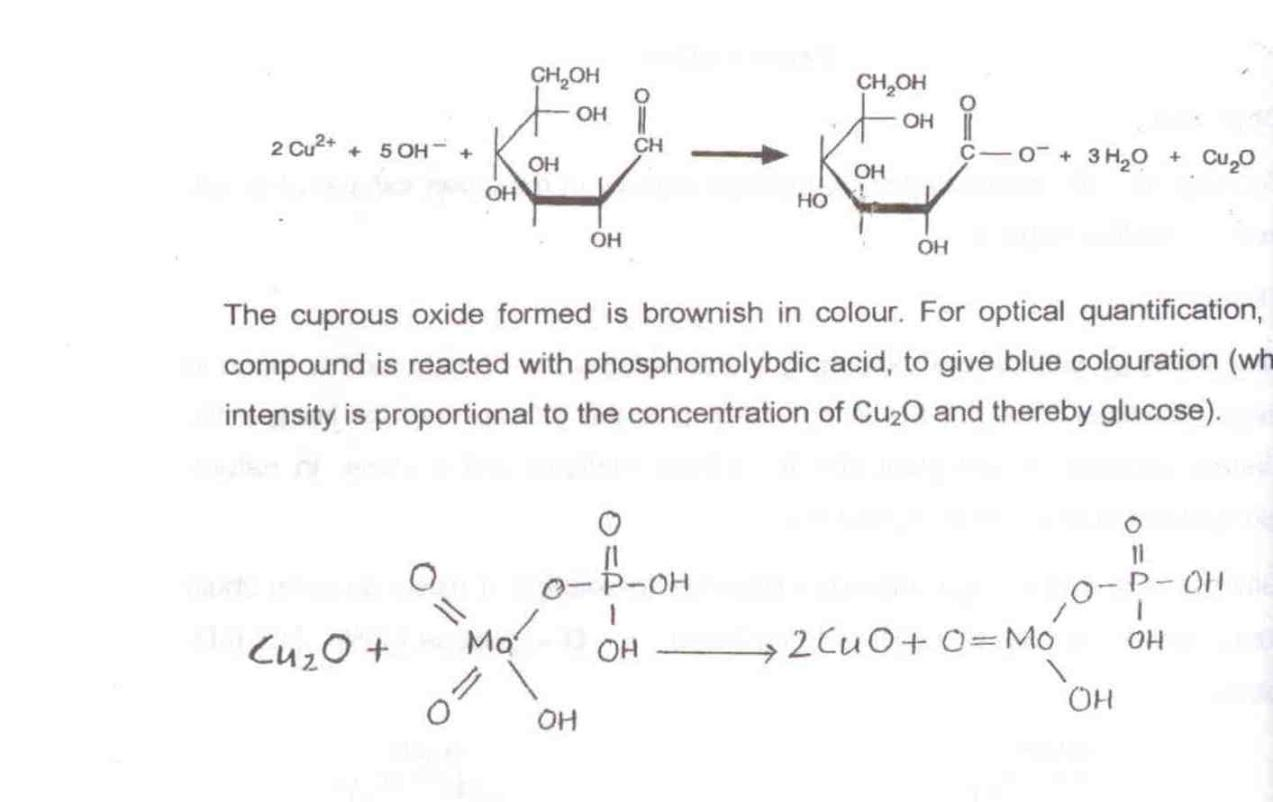 CH₂OH
OH
O
CH
2 Cu²⁺ + 5 OH⁻ +
OH
OH
OH
CH₂OH
OH
O
C—O⁻ + 3 H₂O + Cu₂O
OH
HO
OH
The cuprous oxide formed is brownish in colour. For optical quantification,
compound is reacted with phosphomolybdic acid, to give blue colouration (wh
intensity is proportional to the concentration of Cu₂O and thereby glucose).
O
O
O-P-OH
Cu₂O + Mo OH → 2CuO + O=Mo
O
OH
O
O-P-OH
OH
OH